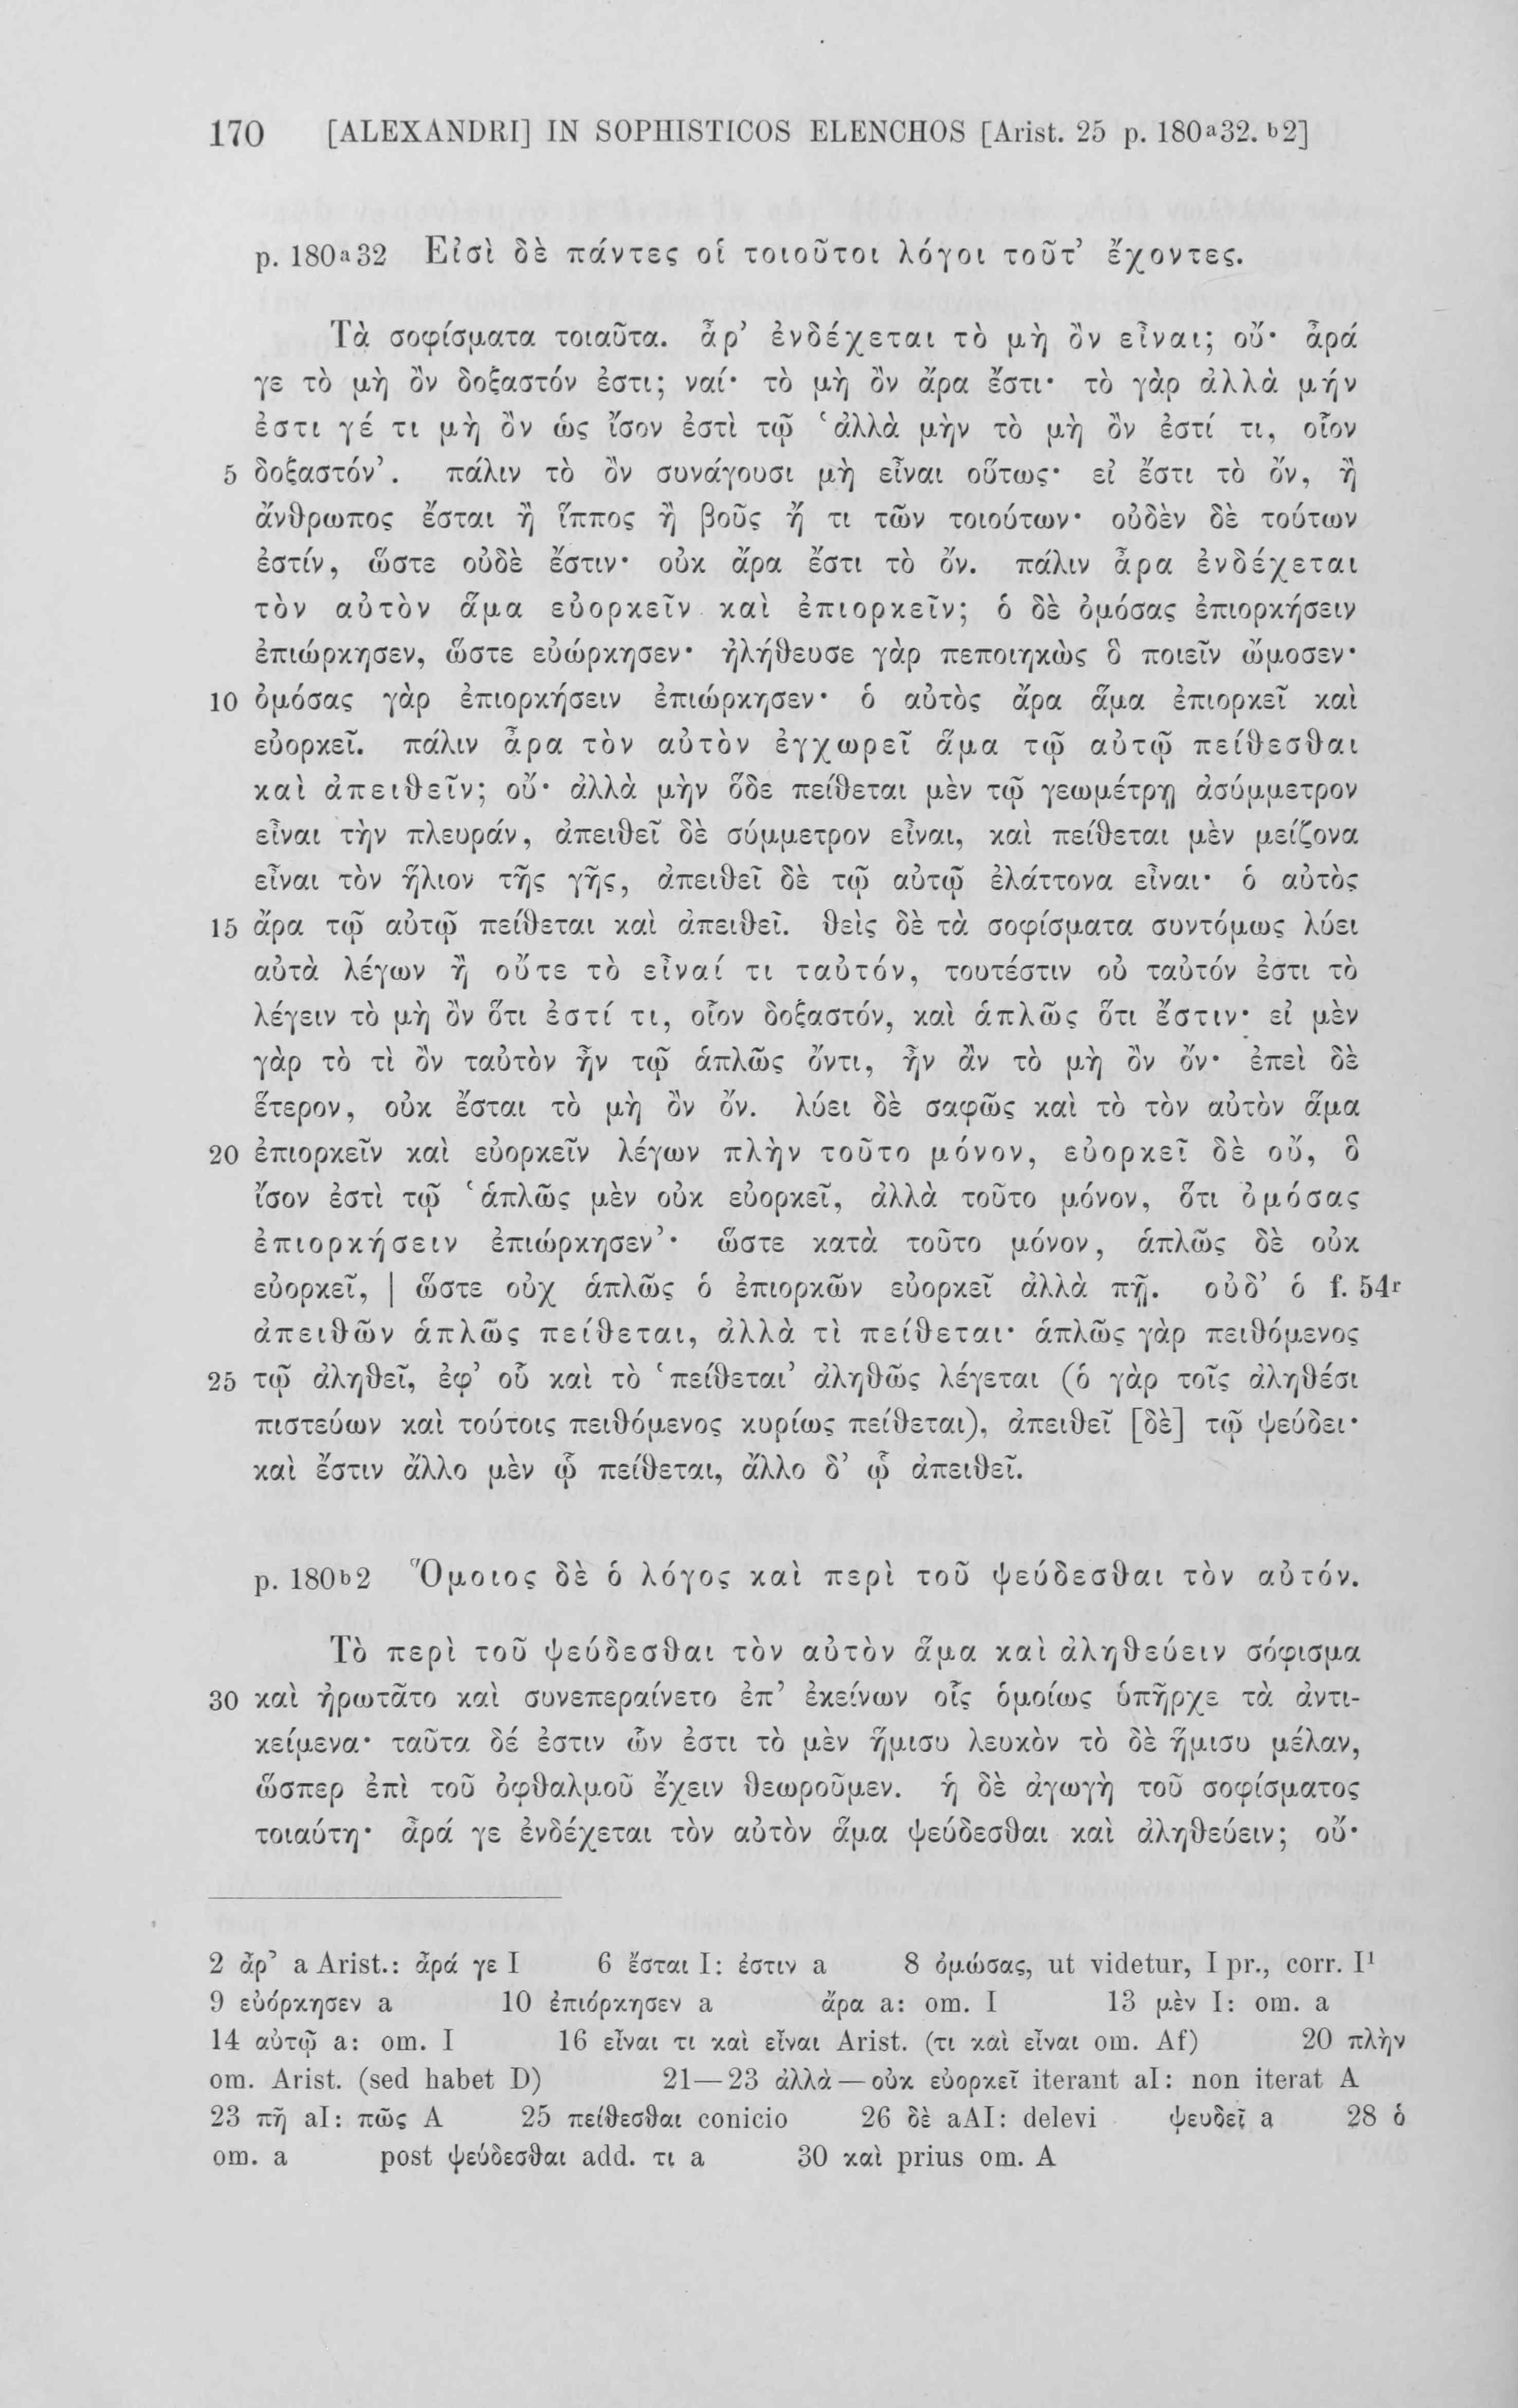 170 [ALEXANDRI] IN SOPHISTICOS ELENCHOS [Arist. 25 p. 180a32. b2]
p. 180a32 Εἰσὶ δὲ πάντες οἱ τοιοῦτοι λόγοι τοῦτ’ ἔχοντες.
Τὰ σοφίσματα τοιαῦτα. ἆρ’ ἐνδέχεται τὸ μὴ ὂν εἶναι; οὔ· ἆρά
γε τὸ μὴ ὂν δοξαστόν ἐστι; ναί· τὸ μὴ ὂν ἄρα ἔστι· τὸ γὰρ ἀλλὰ μήν
ἐστι γέ τι μὴ ὂν ὡς ἴσον ἐστὶ τῷ ‘ἀλλὰ μὴν τὸ μὴ ὂν ἐστί τι, οἷον
5 δοξαστόν’. πάλιν τὸ ὂν συνάγουσι μὴ εἶναι οὕτως· εἰ ἔστι τὸ ὄν, ἢ
ἄνθρωπος ἔσται ἢ ἵππος ἢ βοῦς ἤ τι τῶν τοιούτων· οὐδὲν δὲ τούτων
ἐστίν, ὥστε οὐδὲ ἔστιν· οὐκ ἄρα ἔστι τὸ ὄν. πάλιν ἆρα ἐνδέχεται
τὸν αὐτὸν ἅμα εὐορκεῖν καὶ ἐπιορκεῖν; ὁ δὲ ὀμόσας ἐπιορκήσειν
ἐπιώρκησεν, ὥστε εὐώρκησεν· ἠλήθευσε γὰρ πεποιηκὼς ὃ ποιεῖν ὤμοσεν·
10 ὀμόσας γὰρ ἐπιορκήσειν ἐπιώρκησεν· ὁ αὐτὸς ἄρα ἅμα ἐπιορκεῖ καὶ
εὐορκεῖ. πάλιν ἆρα τὸν αὐτὸν ἐγχωρεῖ ἅμα τῷ αὐτῷ πείθεσθαι
καὶ ἀπειθεῖν; οὔ· ἀλλὰ μὴν ὅδε πείθεται μὲν τῷ γεωμέτρῃ ἀσύμμετρον
εἶναι τὴν πλευράν, ἀπειθεῖ δὲ σύμμετρον εἶναι, καὶ πείθεται μὲν μείζονα
εἶναι τὸν ἥλιον τῆς γῆς, ἀπειθεῖ δὲ τῷ αὐτῷ ἐλάττονα εἶναι· ὁ αὐτὸς
15 ἄρα τῷ αὐτῷ πείθεται καὶ ἀπειθεῖ. θεὶς δὲ τὰ σοφίσματα συντόμως λύει
αὐτὰ λέγων ἢ οὔτε τὸ εἶναί τι ταὐτόν, τουτέστιν οὐ ταὐτόν ἐστι τὸ
λέγειν τὸ μὴ ὂν ὅτι ἐστί τι, οἷον δοξαστόν, καὶ ἁπλῶς ὅτι ἔστιν· εἰ μὲν
γὰρ τὸ τὶ ὂν ταὐτὸν ἦν τῷ ἁπλῶς ὄντι, ἦν ἂν τὸ μὴ ὂν ὄν· ἐπεὶ δὲ
ἕτερον, οὐκ ἔσται τὸ μὴ ὂν ὄν. λύει δὲ σαφῶς καὶ τὸ τὸν αὐτὸν ἅμα
20 ἐπιορκεῖν καὶ εὐορκεῖν λέγων πλὴν τοῦτο μόνον, εὐορκεῖ δὲ οὔ, ὃ
ἴσον ἐστὶ τῷ ‘ἁπλῶς μὲν οὐκ εὐορκεῖ, ἀλλὰ τοῦτο μόνον, ὅτι ὀμόσας
ἐπιορκήσειν ἐπιώρκησεν’· ὥστε κατὰ τοῦτο μόνον, ἁπλῶς δὲ οὐκ
εὐορκεῖ, | ὥστε οὐχ ἁπλῶς ὁ ἐπιορκῶν εὐορκεῖ ἀλλὰ πῇ. οὐδ’ ὁ f. 54r
ἀπειθῶν ἁπλῶς πείθεται, ἀλλὰ τὶ πείθεται· ἁπλῶς γὰρ πειθόμενος
25 τῷ ἀληθεῖ, ἐφ’ οὗ καὶ τὸ ‘πείθεται’ ἀληθῶς λέγεται (ὁ γὰρ τοῖς ἀληθέσι
πιστεύων καὶ τούτοις πειθόμενος κυρίως πείθεται), ἀπειθεῖ [δὲ] τῷ ψεύδει·
καὶ ἔστιν ἄλλο μὲν ᾧ πείθεται, ἄλλο δ’ ᾧ ἀπειθεῖ.
p. 180b2 Ὅμοιος δὲ ὁ λόγος καὶ περὶ τοῦ ψεύδεσθαι τὸν αὐτόν.
Τὸ περὶ τοῦ ψεύδεσθαι τὸν αὐτὸν ἅμα καὶ ἀληθεύειν σόφισμα
30 καὶ ἠρωτᾶτο καὶ συνεπεραίνετο ἐπ’ ἐκείνων οἷς ὁμοίως ὑπῆρχε τὰ ἀντι-
κείμενα· ταῦτα δέ ἐστιν ὧν ἐστι τὸ μὲν ἥμισυ λευκὸν τὸ δὲ ἥμισυ μέλαν,
ὥσπερ ἐπὶ τοῦ ὀφθαλμοῦ ἔχειν θεωροῦμεν. ἡ δὲ ἀγωγὴ τοῦ σοφίσματος
τοιαύτη· ἆρά γε ἐνδέχεται τὸν αὐτὸν ἅμα ψεύδεσθαι καὶ ἀληθεύειν; οὔ·
2 ἆρ’ a Arist.: ἆρά γε I 6 ἔσται I: ἐστιν a 8 ὀμώσας, ut videtur, I pr., corr. I1
9 εὐόρκησεν a 10 ἐπιόρκησεν a ἄρα a: om. I 13 μὲν I: om. a
14 αὐτῷ a: om. I 16 εἶναι τι καὶ εἶναι Arist. (τι καὶ εἶναι om. Af) 20 πλὴν
om. Arist. (sed habet D) 21—23 ἀλλὰ — οὐκ εὐορκεῖ iterant aI: non iterat A
23 πῆ aI: πῶς A 25 πείθεσθαι conicio 26 δὲ aAI: delevi ψευδεῖ a 28 ὁ
om. a post ψεύδεσθαι add. τι a 30 καὶ prius om. A